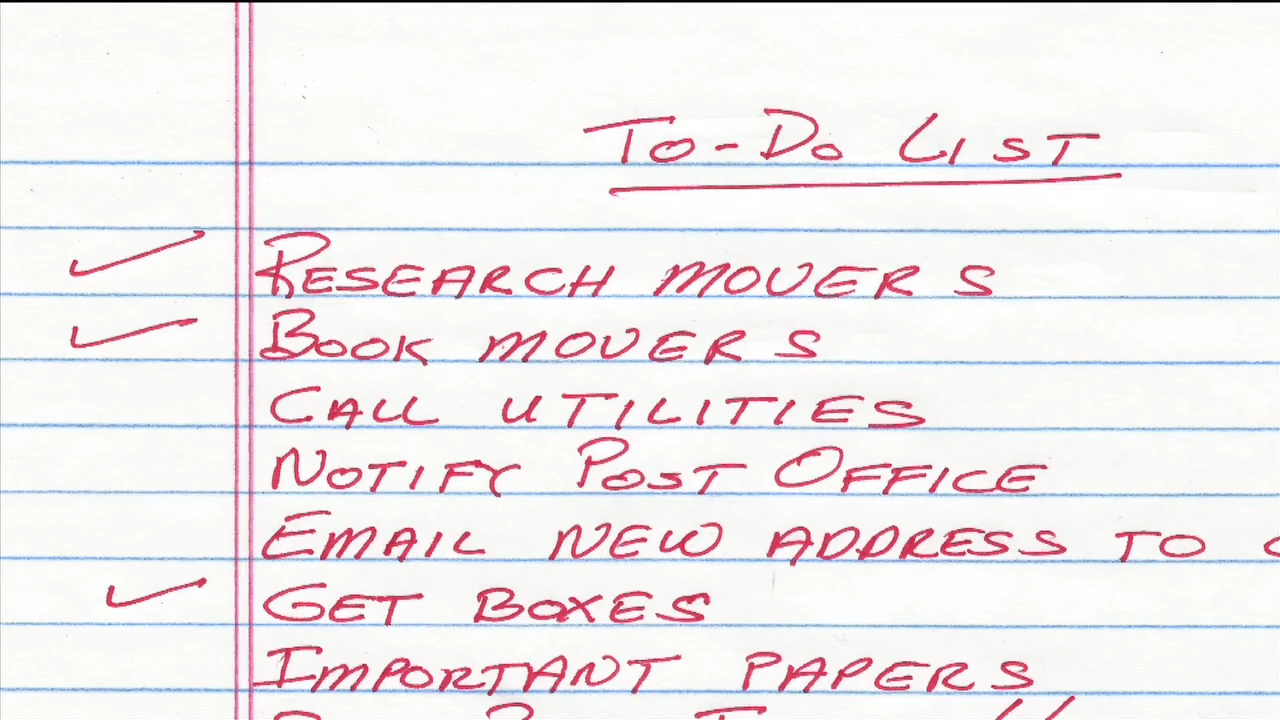 To-Do List
Research movers
Book movers
Call utilities
Notify Post Office
Email new address to
Get boxes
Important papers